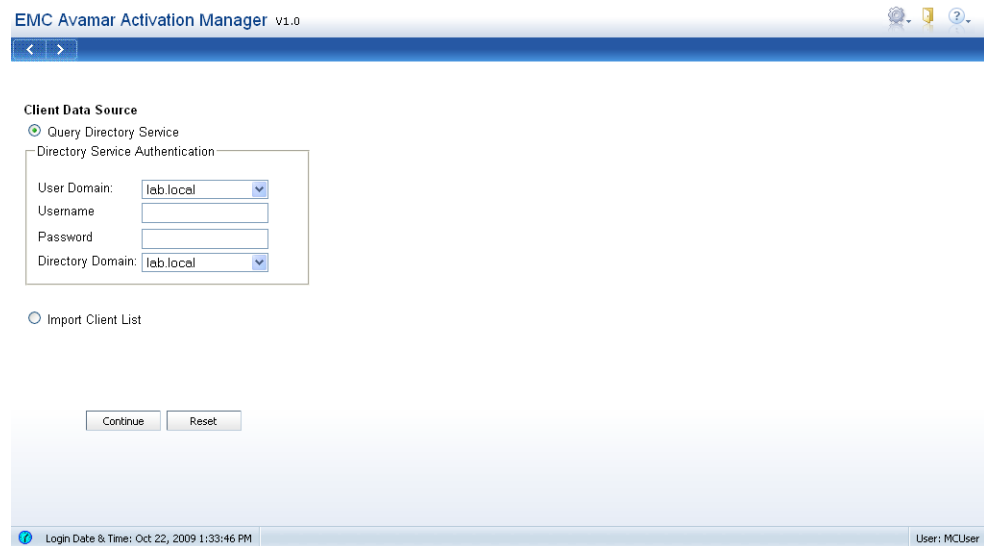 EMC Avamar Activation Manager V1.0
Client Data Source
Query Directory Service
Directory Service Authentication
User Domain: lab.local
Username
Password
Directory Domain: lab.local
Import Client List
Continue Reset
Login Date & Time: Oct 22, 2009 1:33:46 PM User: MCUser